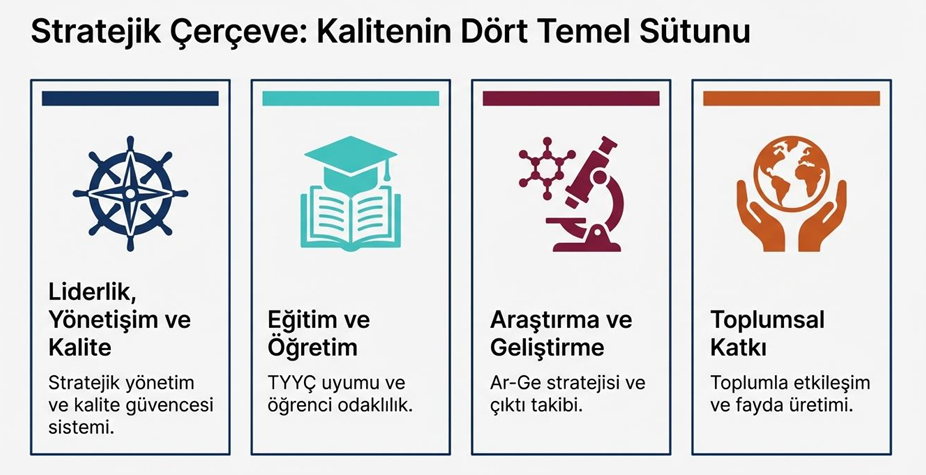 Stratejik Çerçeve: Kalitenin Dört Temel Sütunu
Liderlik,
Yönetişim ve
Kalite
Stratejik yönetim
ve kalite güvencesi
sistemi.
Eğitim ve
Öğretim
TYYÇ uyumu ve
öğrenci odaklılık.
Araştırma ve
Geliştirme
Ar-Ge stratejisi ve
çıktı takibi.
Toplumsal
Katkı
Toplumla etkileşim
ve fayda üretimi.